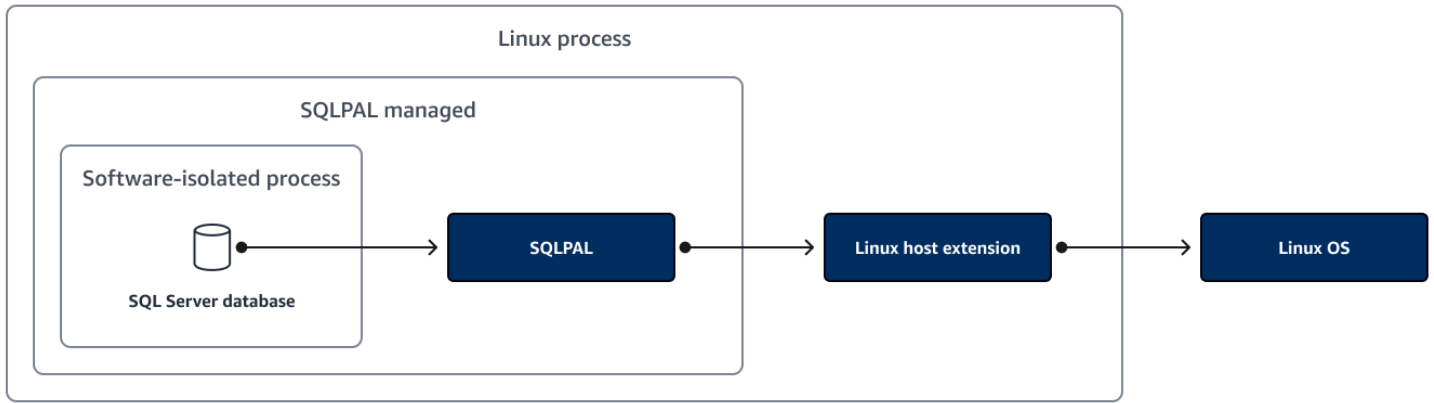 Linux process
SQLPAL managed
Software-isolated process
SQL Server database
SQLPAL
Linux host extension
Linux OS